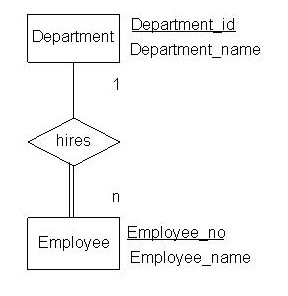 Department
Department_id
Department_name
1
hires
n
Employee
Employee_no
Employee_name